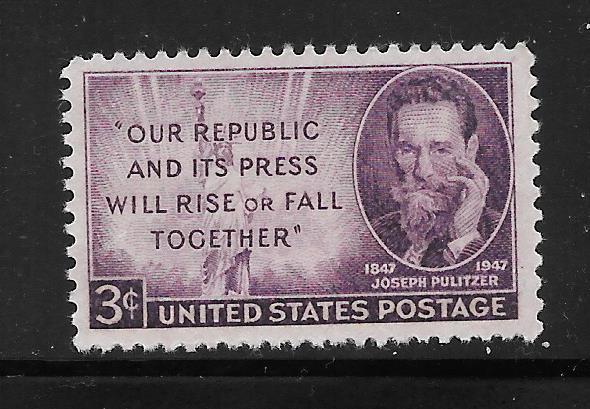 "OUR REPUBLIC
AND ITS PRESS
WILL RISE OR FALL
TOGETHER"
1847 1947
JOSEPH PULITZER
3¢ UNITED STATES POSTAGE